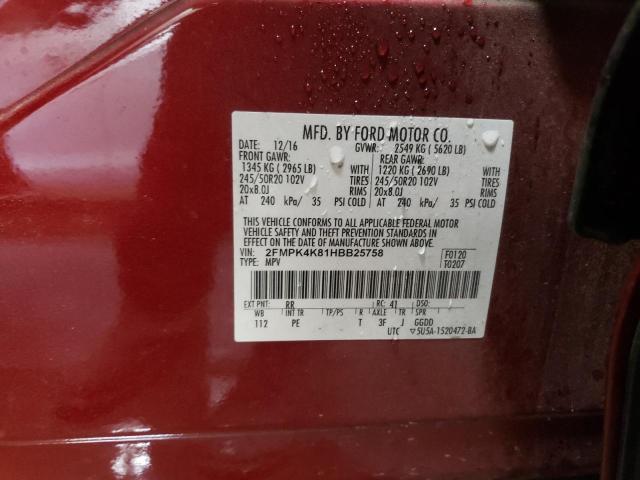 MFD. BY FORD MOTOR CO.
DATE: 12/16 GVWR: 2549 KG ( 5620 LB)
FRONT GAWR: REAR GAWR:
1345 KG ( 2965 LB) WITH 1220 KG ( 2690 LB) WITH
245/50R20 102V TIRES 245/50R20 102V TIRES
20x8.0J RIMS 20x8.0J RIMS
AT 240 kPa/ 35 PSI COLD AT 240 kPa/ 35 PSI COLD
THIS VEHICLE CONFORMS TO ALL APPLICABLE FEDERAL MOTOR
VEHICLE SAFETY AND THEFT PREVENTION STANDARDS IN
EFFECT ON THE DATE OF MANUFACTURE SHOWN ABOVE.
VIN: 2FMPK4K81HBB25758 F0120
TYPE: MPV T0207
EXT PNT: RR RC: 41 DSO:
WB INT TR TP/PS R AXLE TR SPR
112 PE T 3F J GGDD
UTC ▽5U5A-1520472-BA